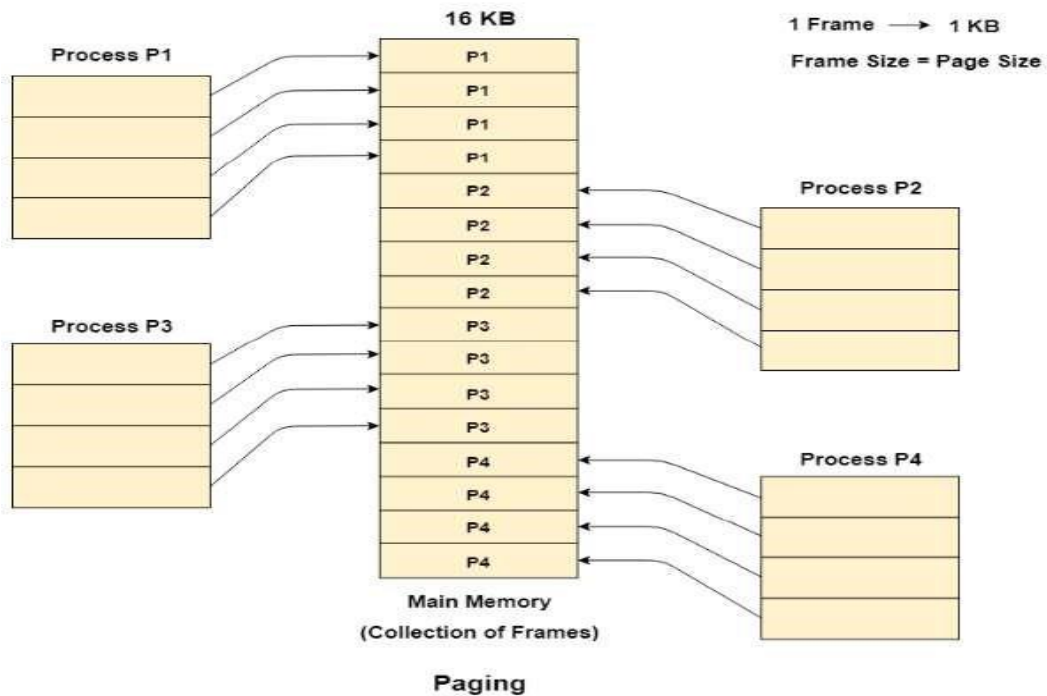 16 KB
1 Frame → 1 KB
Frame Size = Page Size
Process P1
P1
P1
P1
P1
P2
P2
P2
P2
P3
P3
P3
P3
P4
P4
P4
P4
Process P2
Process P3
Process P4
Main Memory
(Collection of Frames)
Paging